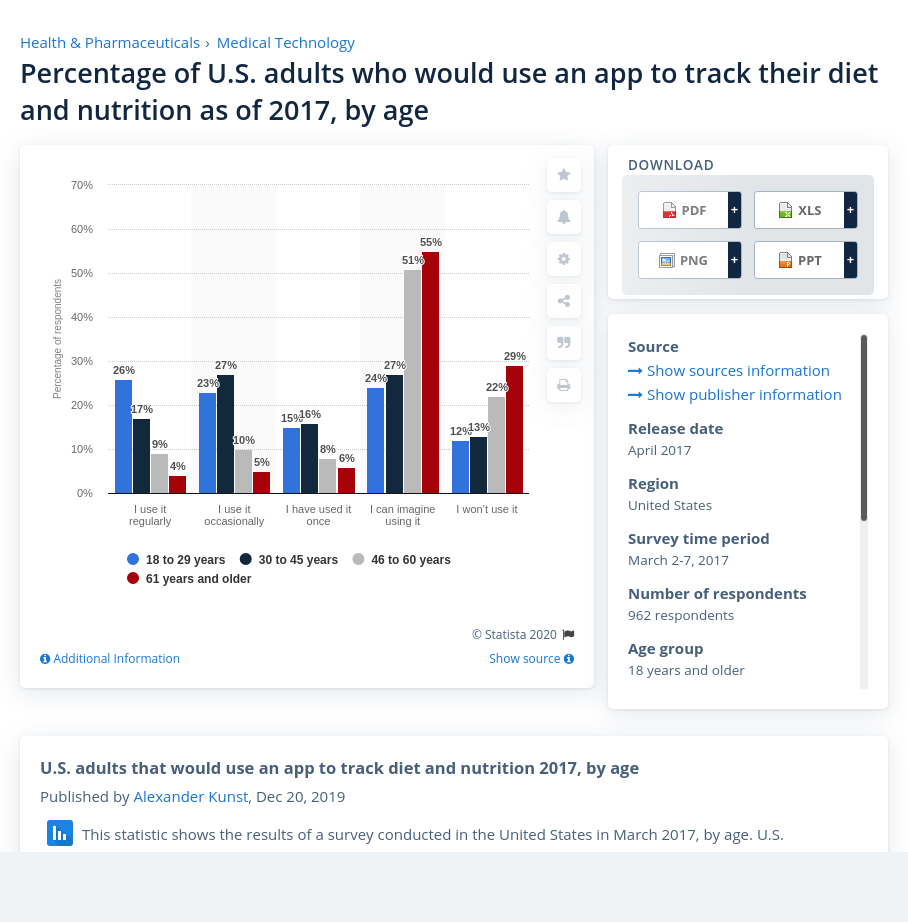 Health & Pharmaceuticals › Medical Technology
Percentage of U.S. adults who would use an app to track their diet
and nutrition as of 2017, by age
DOWNLOAD
PDF +
XLS +
PNG +
PPT +
Percentage of respondents
70%
60%
50%
40%
30%
20%
10%
0%
26%
17%
9%
4%
23%
27%
10%
5%
15%
16%
8%
6%
24%
27%
51%
55%
12%
13%
22%
29%
I use it
regularly
I use it
occasionally
I have used it
once
I can imagine
using it
I won't use it
18 to 29 years 30 to 45 years 46 to 60 years
61 years and older
© Statista 2020
Additional Information
Show source
Source
Show sources information
Show publisher information
Release date
April 2017
Region
United States
Survey time period
March 2-7, 2017
Number of respondents
962 respondents
Age group
18 years and older
U.S. adults that would use an app to track diet and nutrition 2017, by age
Published by Alexander Kunst, Dec 20, 2019
This statistic shows the results of a survey conducted in the United States in March 2017, by age. U.S.